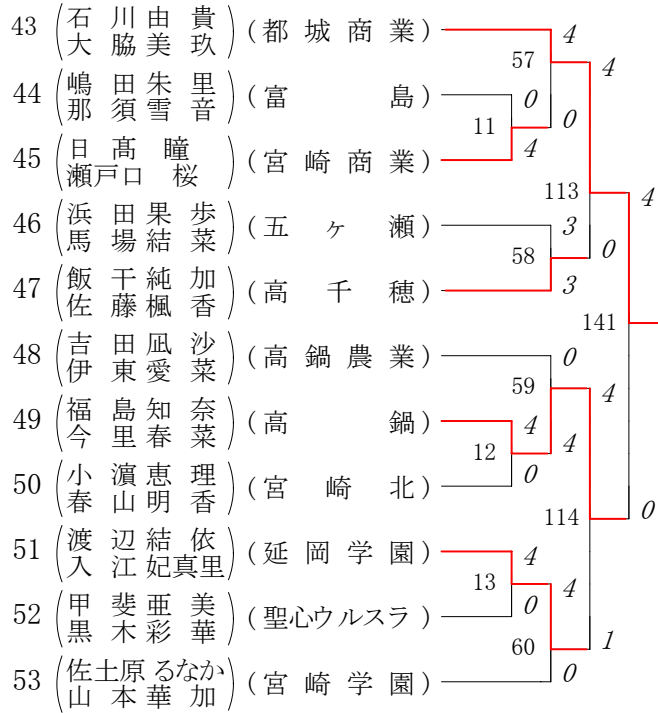 43 (石川由貴 大脇美玖) (都城商業) 4
57 4
44 (嶋田朱里 那須雪音) (富島) 0
11 0
45 (日髙瞳 瀬戸口桜) (宮崎商業) 4
113 4
46 (浜田果歩 馬場結菜) (五ヶ瀬) 3
58 0
47 (飯干純加 佐藤楓香) (高千穂) 3
141
48 (吉田凪沙 伊東愛菜) (高鍋農業) 0
59 4
49 (福島知奈 今里春菜) (高鍋) 4
12 4
50 (小濵恵理 春山明香) (宮崎北) 0
114 0
51 (渡辺結依 入江妃真里) (延岡学園) 4
13 4
52 (甲斐亜美 黒木彩華) (聖心ウルスラ) 0
60 1
53 (佐土原るなか 山本華加) (宮崎学園) 0